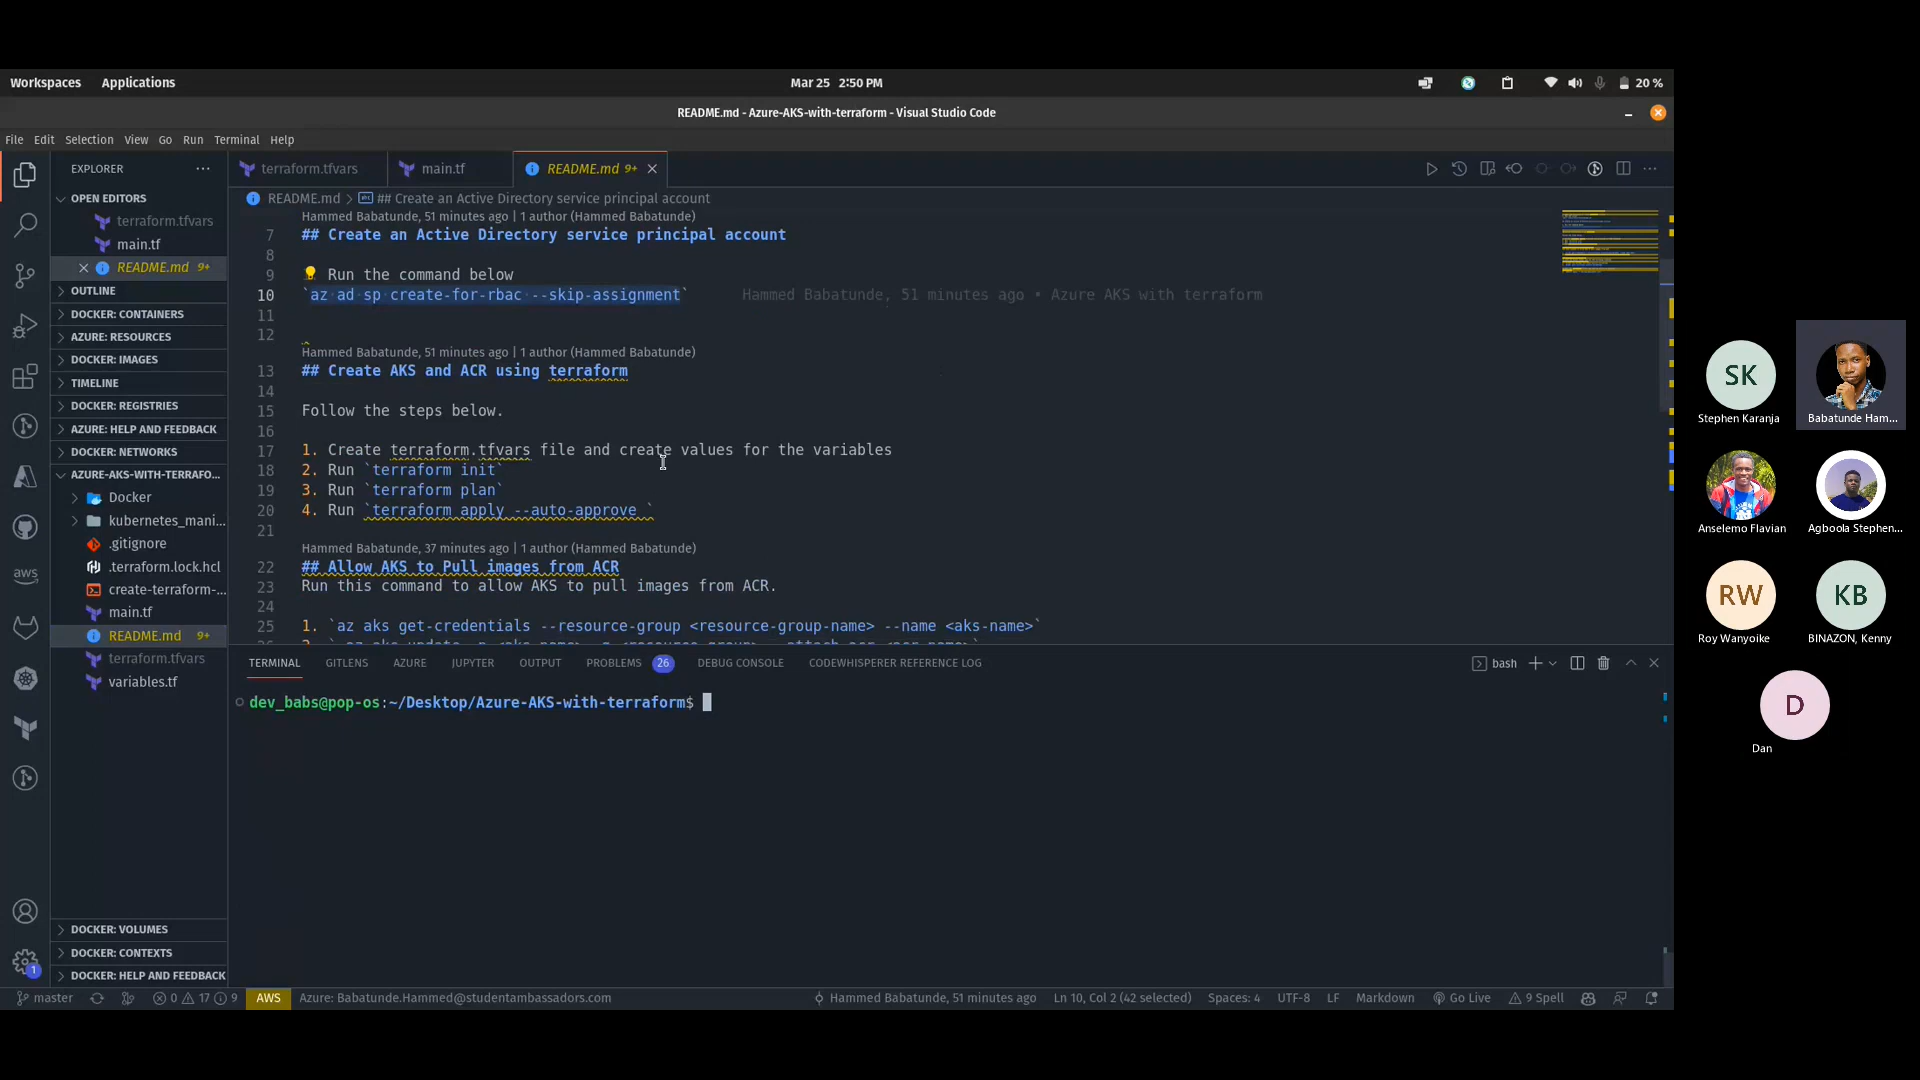 Workspaces Applications Mar 25 2:50 PM 20 %
README.md - Azure-AKS-with-terraform - Visual Studio Code
File Edit Selection View Go Run Terminal Help
EXPLORER
OPEN EDITORS
terraform.tfvars
main.tf
README.md 9+
OUTLINE
DOCKER: CONTAINERS
AZURE: RESOURCES
DOCKER: IMAGES
TIMELINE
DOCKER: REGISTRIES
AZURE: HELP AND FEEDBACK
DOCKER: NETWORKS
AZURE-AKS-WITH-TERRAFO...
Docker
kubernetes_mani...
.gitignore
.terraform.lock.hcl
create-terraform-...
main.tf
README.md 9+
terraform.tfvars
variables.tf
DOCKER: VOLUMES
DOCKER: CONTEXTS
DOCKER: HELP AND FEEDBACK
aws
1
terraform.tfvars main.tf README.md 9+
README.md > ## Create an Active Directory service principal account
Hammed Babatunde, 51 minutes ago | 1 author (Hammed Babatunde)
7 ## Create an Active Directory service principal account
8
9 Run the command below
10 `az ad sp create-for-rbac --skip-assignment` Hammed Babatunde, 51 minutes ago • Azure AKS with terraform
11
12
Hammed Babatunde, 51 minutes ago | 1 author (Hammed Babatunde)
13 ## Create AKS and ACR using terraform
14
15 Follow the steps below.
16
17 1. Create terraform.tfvars file and create values for the variables
18 2. Run `terraform init`
19 3. Run `terraform plan`
20 4. Run `terraform apply --auto-approve `
21
Hammed Babatunde, 37 minutes ago | 1 author (Hammed Babatunde)
22 ## Allow AKS to Pull images from ACR
23 Run this command to allow AKS to pull images from ACR.
24
25 1. `az aks get-credentials --resource-group <resource-group-name> --name <aks-name>`
TERMINAL GITLENS AZURE JUPYTER OUTPUT PROBLEMS 26 DEBUG CONSOLE CODEWHISPERER REFERENCE LOG bash
dev_babs@pop-os:~/Desktop/Azure-AKS-with-terraform$
master 0 17 9 AWS Azure: Babatunde.Hammed@studentambassadors.com Hammed Babatunde, 51 minutes ago Ln 10, Col 2 (42 selected) Spaces: 4 UTF-8 LF Markdown Go Live 9 Spell
SK
Stephen Karanja
Babatunde Ham...
Anselemo Flavian
Agboola Stephen...
RW
Roy Wanyoike
KB
BINAZON, Kenny
D
Dan